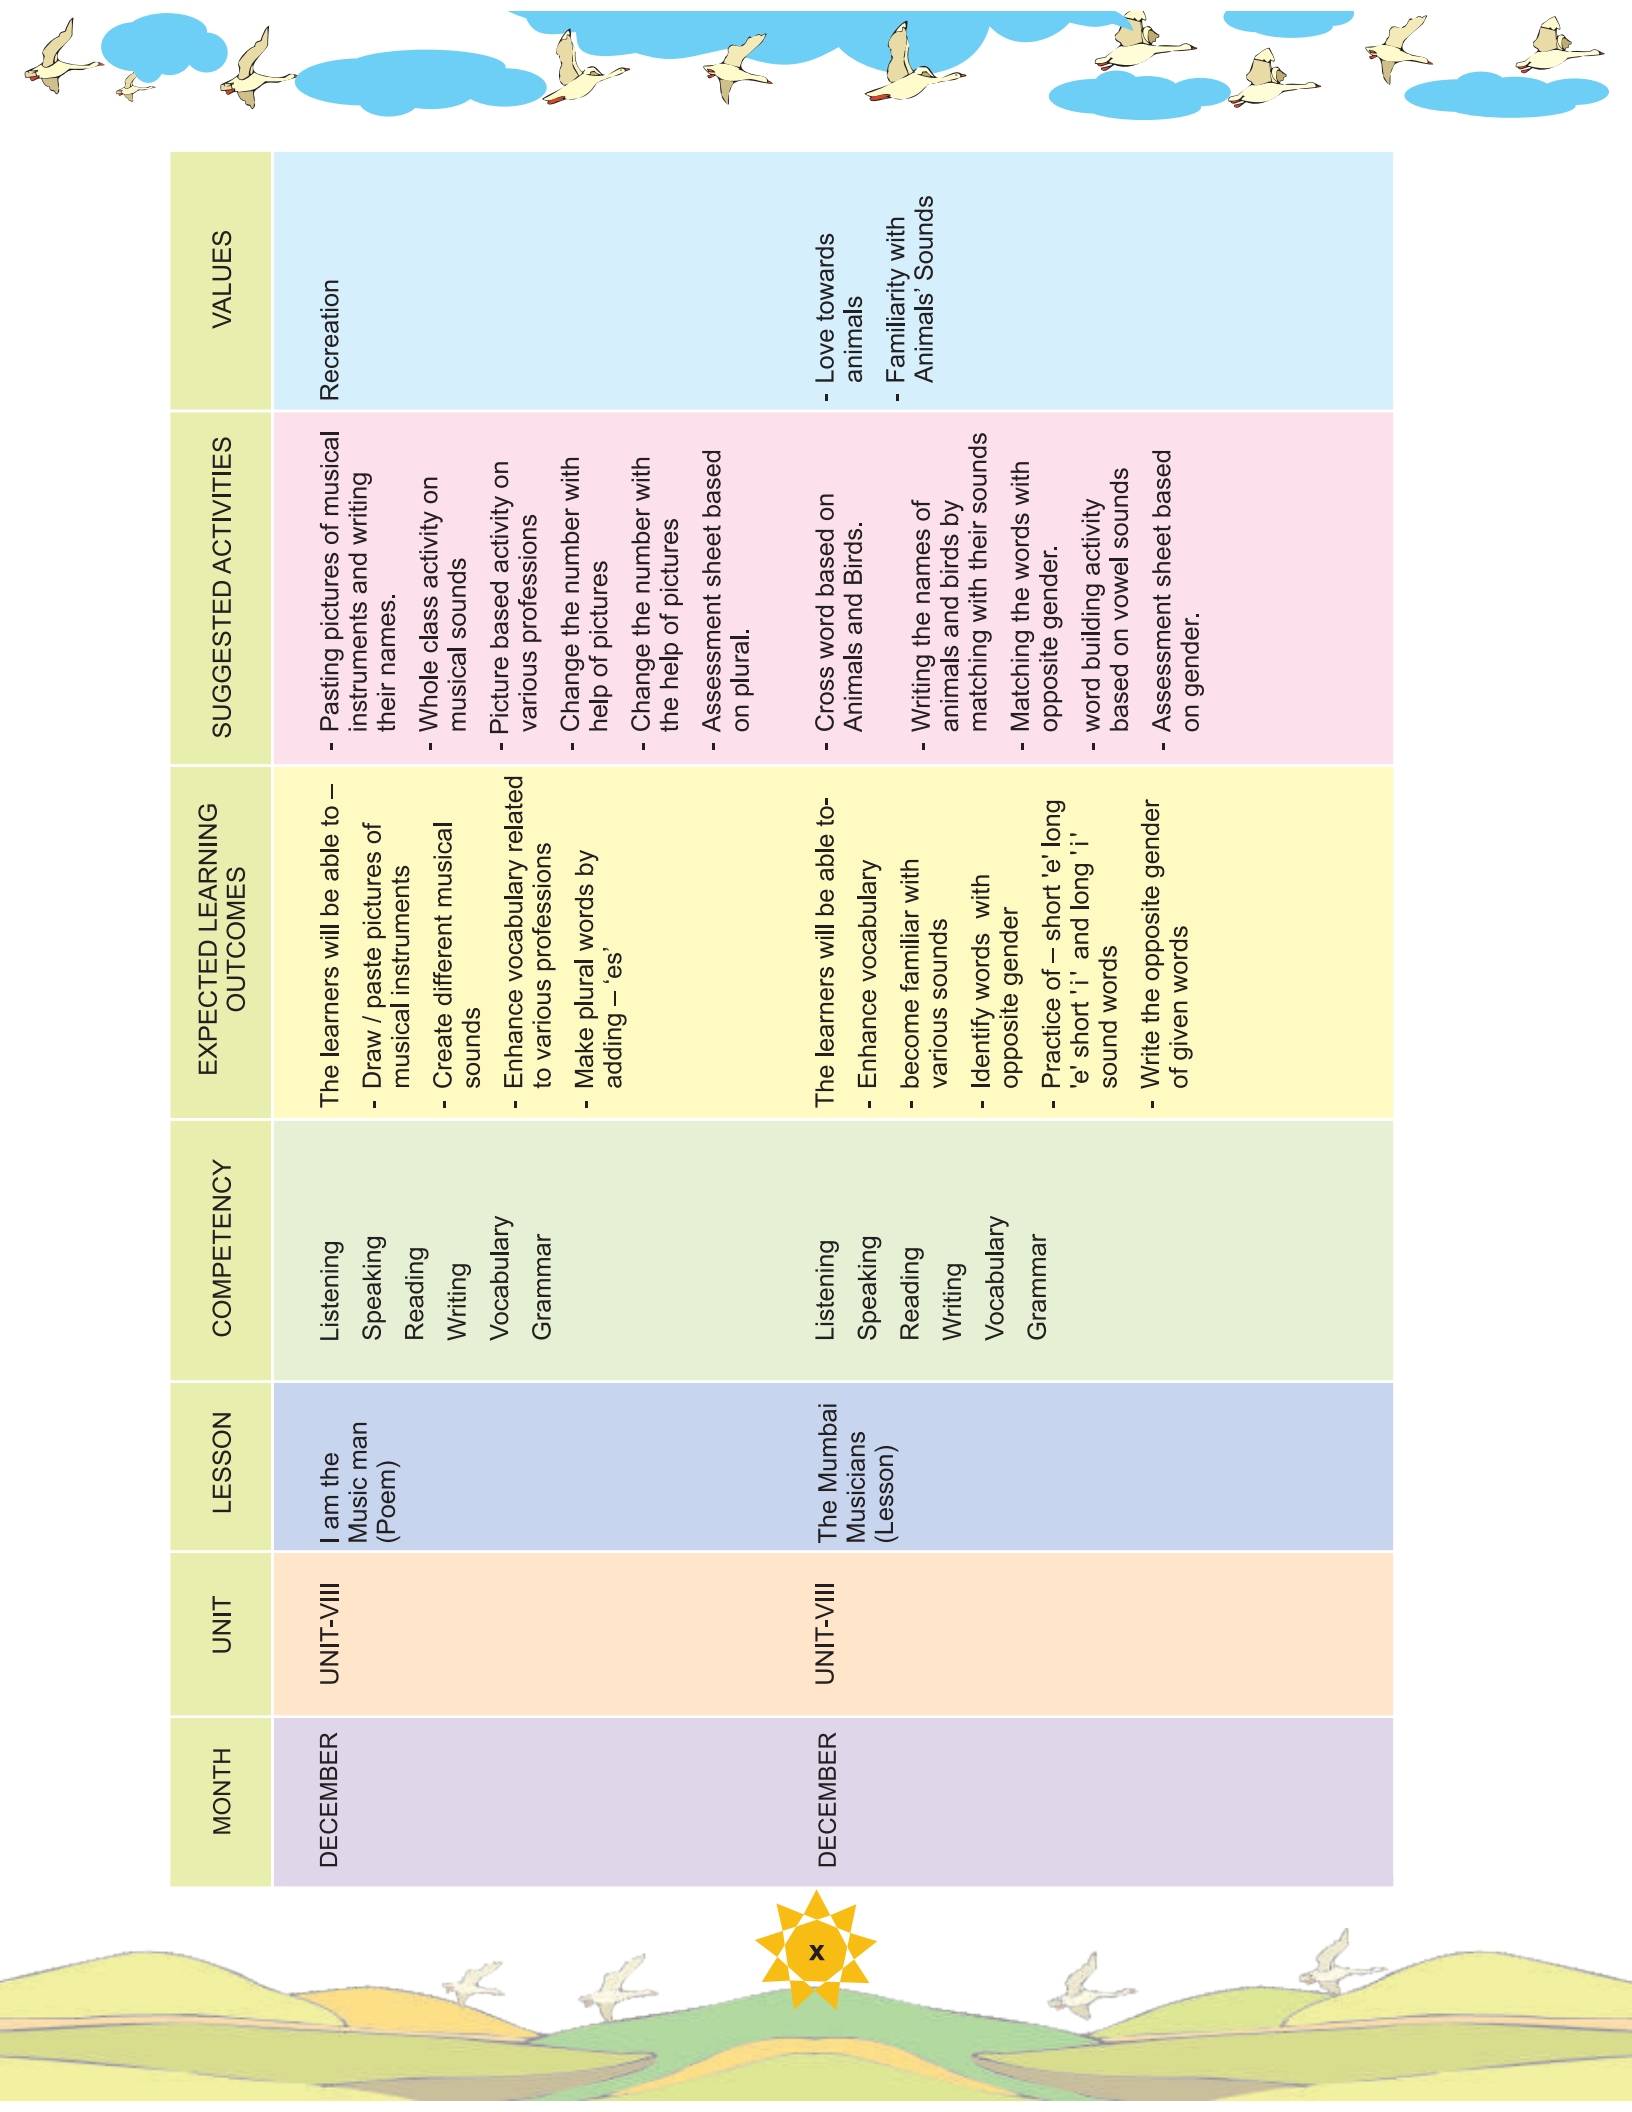 MONTH
UNIT
LESSON
COMPETENCY
EXPECTED LEARNING
OUTCOMES
SUGGESTED ACTIVITIES
VALUES
DECEMBER
UNIT-VIII
I am the
Music man
(Poem)
Listening
Speaking
Reading
Writing
Vocabulary
Grammar
The learners will be able to –
- Draw / paste pictures of
musical instruments
- Create different musical
sounds
- Enhance vocabulary related
to various professions
- Make plural words by
adding – ‘es’
- Pasting pictures of musical
instruments and writing
their names.
- Whole class activity on
musical sounds
- Picture based activity on
various professions
- Change the number with
help of pictures
- Change the number with
the help of pictures
- Assessment sheet based
on plural.
Recreation
DECEMBER
UNIT-VIII
The Mumbai
Musicians
(Lesson)
Listening
Speaking
Reading
Writing
Vocabulary
Grammar
The learners will be able to-
- Enhance vocabulary
- become familiar with
various sounds
- Identify words with
opposite gender
- Practice of – short 'e' long
'e' short ' i ' and long ' i '
sound words
- Write the opposite gender
of given words
- Cross word based on
Animals and Birds.
- Writing the names of
animals and birds by
matching with their sounds
- Matching the words with
opposite gender.
- word building activity
based on vowel sounds
- Assessment sheet based
on gender.
- Love towards
animals
- Familiarity with
Animals’ Sounds
x